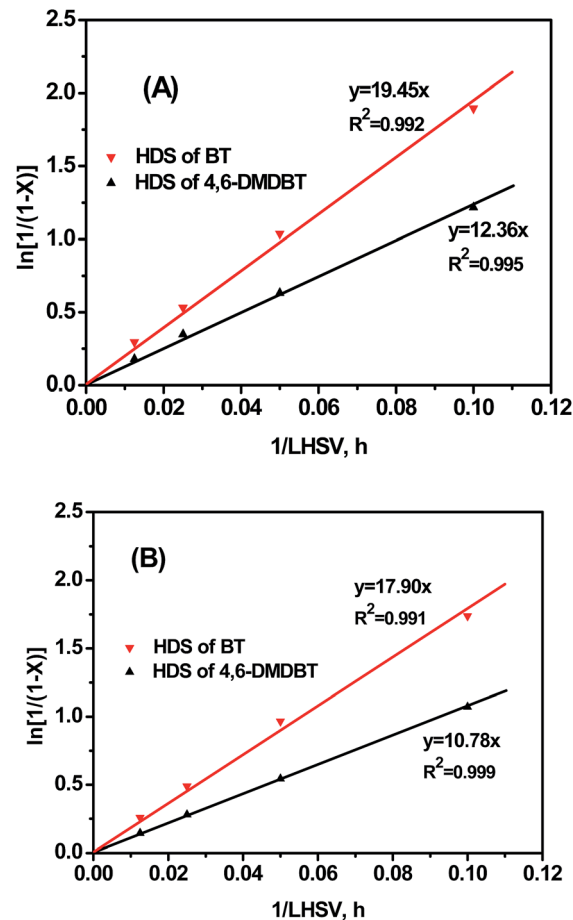 2.5
(A)
y=19.45x
2.0
R²=0.992
HDS of BT
1.5
HDS of 4,6-DMDBT
ln[1/(1-X)]
1.0
y=12.36x
R²=0.995
0.5
0.0
0.00 0.02 0.04 0.06 0.08 0.10 0.12
1/LHSV, h
2.5
(B)
2.0
y=17.90x
R²=0.991
HDS of BT
1.5
HDS of 4,6-DMDBT
ln[1/(1-X)]
1.0
y=10.78x
R²=0.999
0.5
0.0
0.00 0.02 0.04 0.06 0.08 0.10 0.12
1/LHSV, h